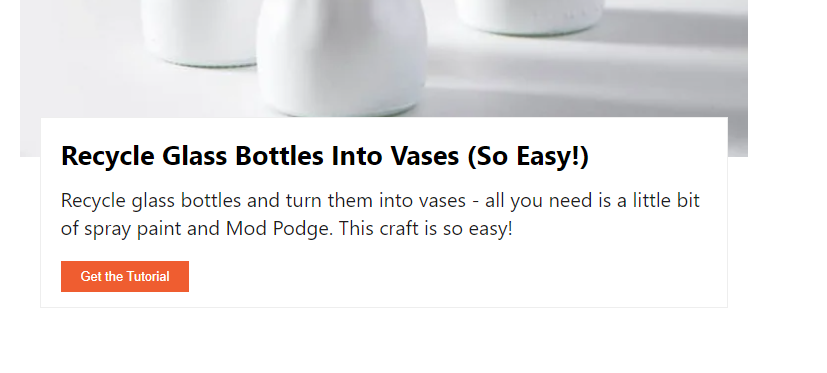 Recycle Glass Bottles Into Vases (So Easy!)
Recycle glass bottles and turn them into vases - all you need is a little bit
of spray paint and Mod Podge. This craft is so easy!
Get the Tutorial